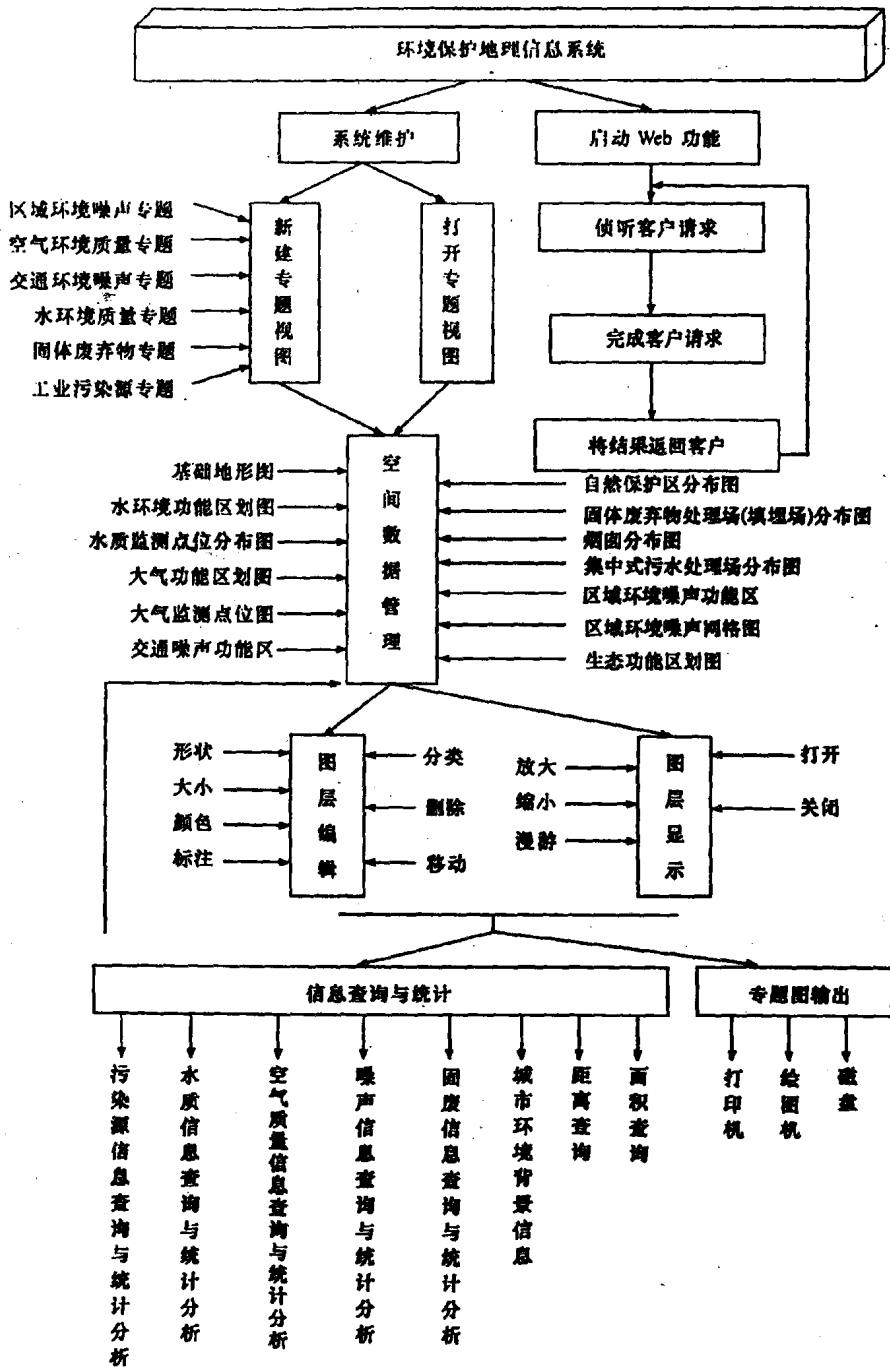 环境保护地理信息系统
系统维护
启动 Web 功能
区域环境噪声专题
空气环境质量专题
交通环境噪声专题
水环境质量专题
固体废弃物专题
工业污染源专题
新建专题视图
打开专题视图
侦听客户请求
完成客户请求
将结果返回客户
基础地形图
水环境功能区划图
水质监测点位分布图
大气功能区划图
大气监测点位图
交通噪声功能区
空间数据管理
自然保护区分布图
固体废弃物处理场(填埋场)分布图
烟囱分布图
集中式污水处理场分布图
区域环境噪声功能区
区域环境噪声网格图
生态功能区划图
形状
大小
颜色
标注
图层编辑
分类
删除
移动
放大
缩小
漫游
图层显示
打开
关闭
信息查询与统计
专题图输出
污染源信息查询与统计分析
水质信息查询与统计分析
空气质量信息查询与统计分析
噪声信息查询与统计分析
固废信息查询与统计分析
城市环境背景信息
距离查询
面积查询
打印机
绘图机
磁盘